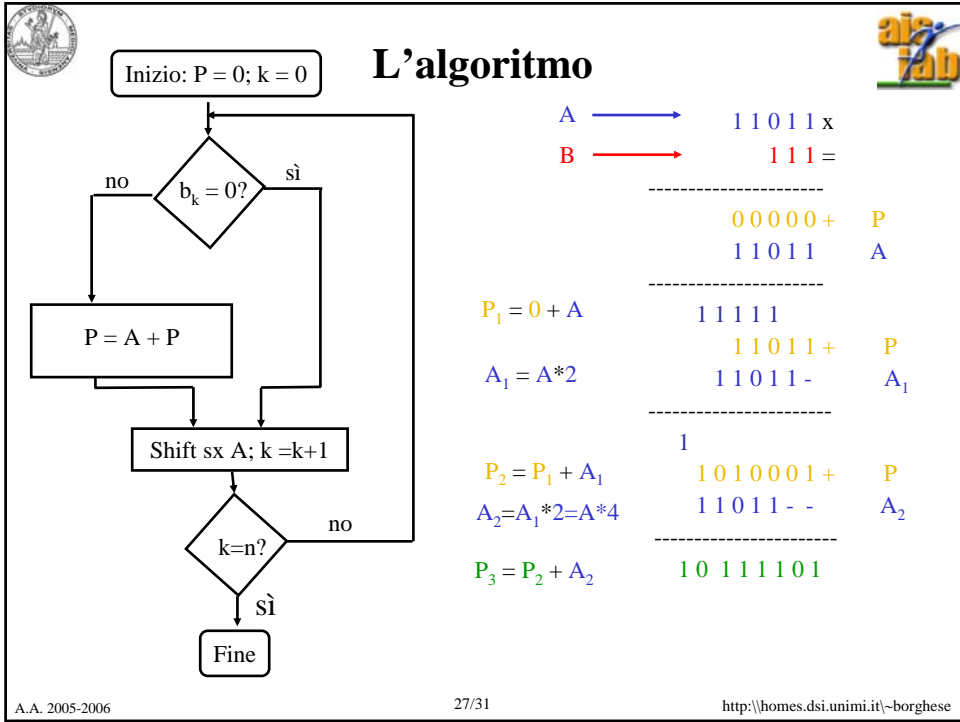 L'algoritmo
Inizio: P = 0; k = 0
b_k = 0?
no
sì
P = A + P
Shift sx A; k =k+1
k=n?
no
sì
Fine
A 1 1 0 1 1 x
B 1 1 1 =
----------------------
0 0 0 0 0 + P
1 1 0 1 1 A
----------------------
P_1 = 0 + A 1 1 1 1 1
1 1 0 1 1 + P
A_1 = A*2 1 1 0 1 1 - A_1
-----------------------
1
P_2 = P_1 + A_1 1 0 1 0 0 0 1 + P
A_2=A_1*2=A*4 1 1 0 1 1 - - A_2
-----------------------
P_3 = P_2 + A_2 1 0 1 1 1 1 0 1
A.A. 2005-2006
27/31
http:\\homes.dsi.unimi.it\~borghese